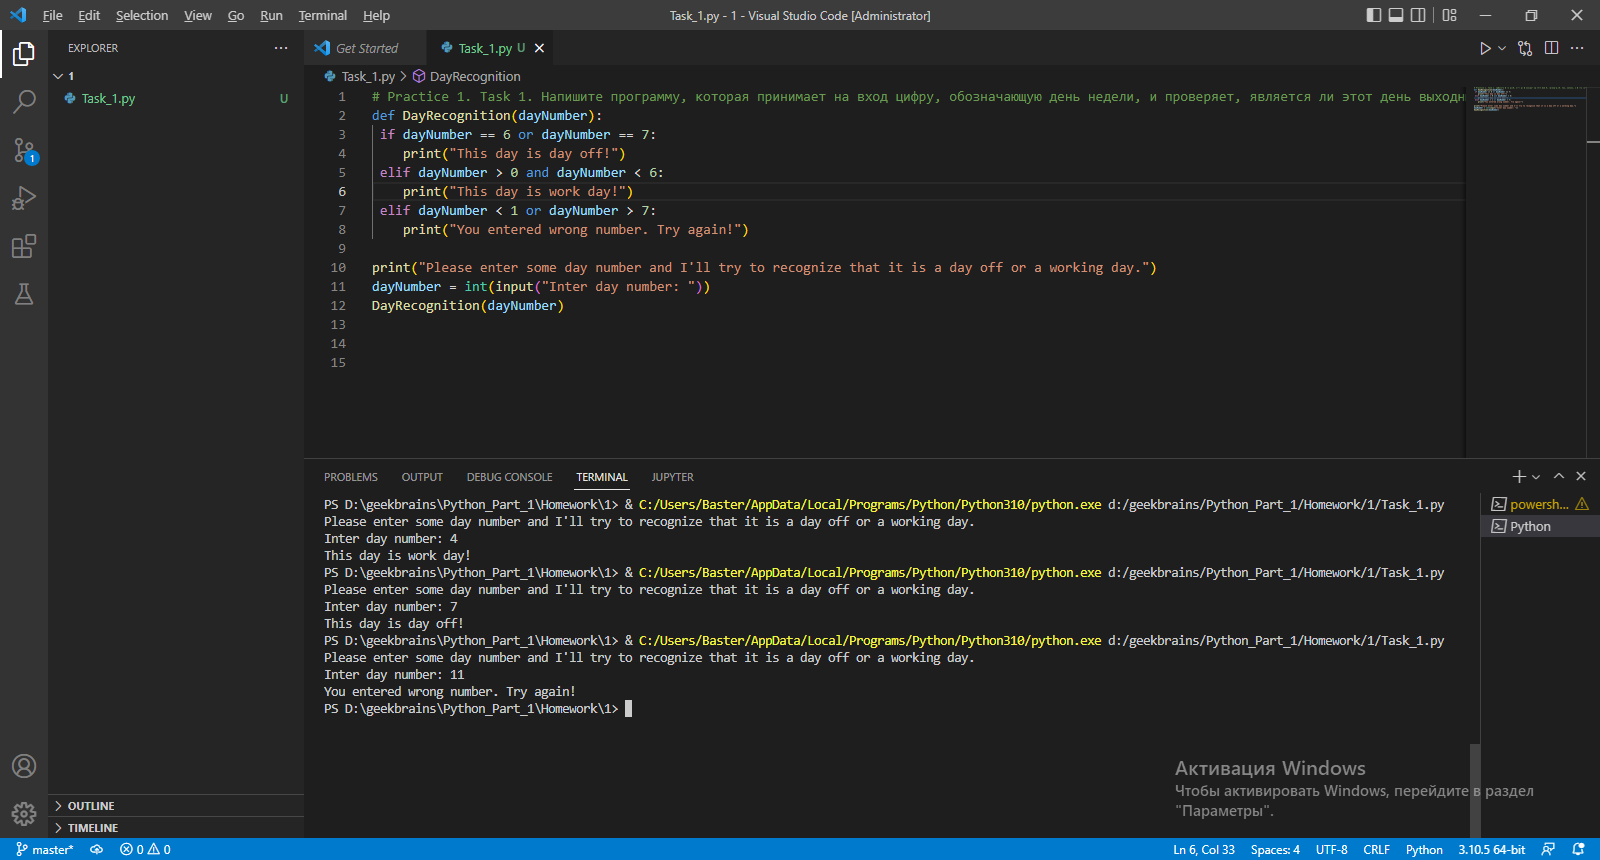 File Edit Selection View Go Run Terminal Help
Task_1.py - 1 - Visual Studio Code [Administrator]
EXPLORER
1
Task_1.py U
Get Started
Task_1.py U
Task_1.py > DayRecognition
1 # Practice 1. Task 1. Напишите программу, которая принимает на вход цифру, обозначающую день недели, и проверяет, является ли этот день
2 def DayRecognition(dayNumber):
3 if dayNumber == 6 or dayNumber == 7:
4 print("This day is day off!")
5 elif dayNumber > 0 and dayNumber < 6:
6 print("This day is work day!")
7 elif dayNumber < 1 or dayNumber > 7:
8 print("You entered wrong number. Try again!")
9
10 print("Please enter some day number and I'll try to recognize that it is a day off or a working day.")
11 dayNumber = int(input("Inter day number: "))
12 DayRecognition(dayNumber)
13
14
15
PROBLEMS OUTPUT DEBUG CONSOLE TERMINAL JUPYTER
PS D:\geekbrains\Python_Part_1\Homework\1> & C:/Users/Baster/AppData/Local/Programs/Python/Python310/python.exe d:/geekbrains/Python_Part_1/Homework/1/Task_1.py
Please enter some day number and I'll try to recognize that it is a day off or a working day.
Inter day number: 4
This day is work day!
PS D:\geekbrains\Python_Part_1\Homework\1> & C:/Users/Baster/AppData/Local/Programs/Python/Python310/python.exe d:/geekbrains/Python_Part_1/Homework/1/Task_1.py
Please enter some day number and I'll try to recognize that it is a day off or a working day.
Inter day number: 7
This day is day off!
PS D:\geekbrains\Python_Part_1\Homework\1> & C:/Users/Baster/AppData/Local/Programs/Python/Python310/python.exe d:/geekbrains/Python_Part_1/Homework/1/Task_1.py
Please enter some day number and I'll try to recognize that it is a day off or a working day.
Inter day number: 11
You entered wrong number. Try again!
PS D:\geekbrains\Python_Part_1\Homework\1>
powersh...
Python
Активация Windows
Чтобы активировать Windows, перейдите в раздел
"Параметры".
OUTLINE
TIMELINE
1
master* 0 0
Ln 6, Col 33 Spaces: 4 UTF-8 CRLF Python 3.10.5 64-bit